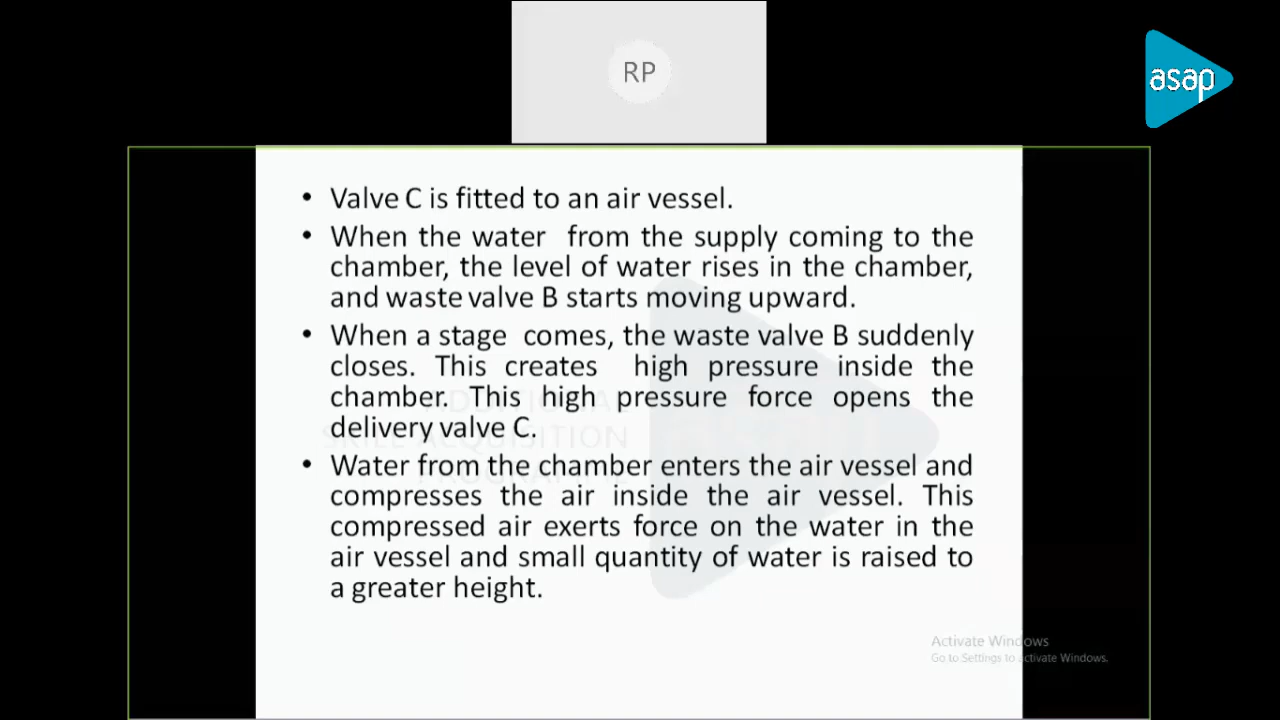 RP
asap
• Valve C is fitted to an air vessel.
• When the water from the supply coming to the
chamber, the level of water rises in the chamber,
and waste valve B starts moving upward.
• When a stage comes, the waste valve B suddenly
closes. This creates high pressure inside the
chamber. This high pressure force opens the
delivery valve C.
• Water from the chamber enters the air vessel and
compresses the air inside the air vessel. This
compressed air exerts force on the water in the
air vessel and small quantity of water is raised to
a greater height.
ADDITIONAL
SKILL ACQUISITION
PROGRAMME
Activate Windows
Go to Settings to activate Windows.